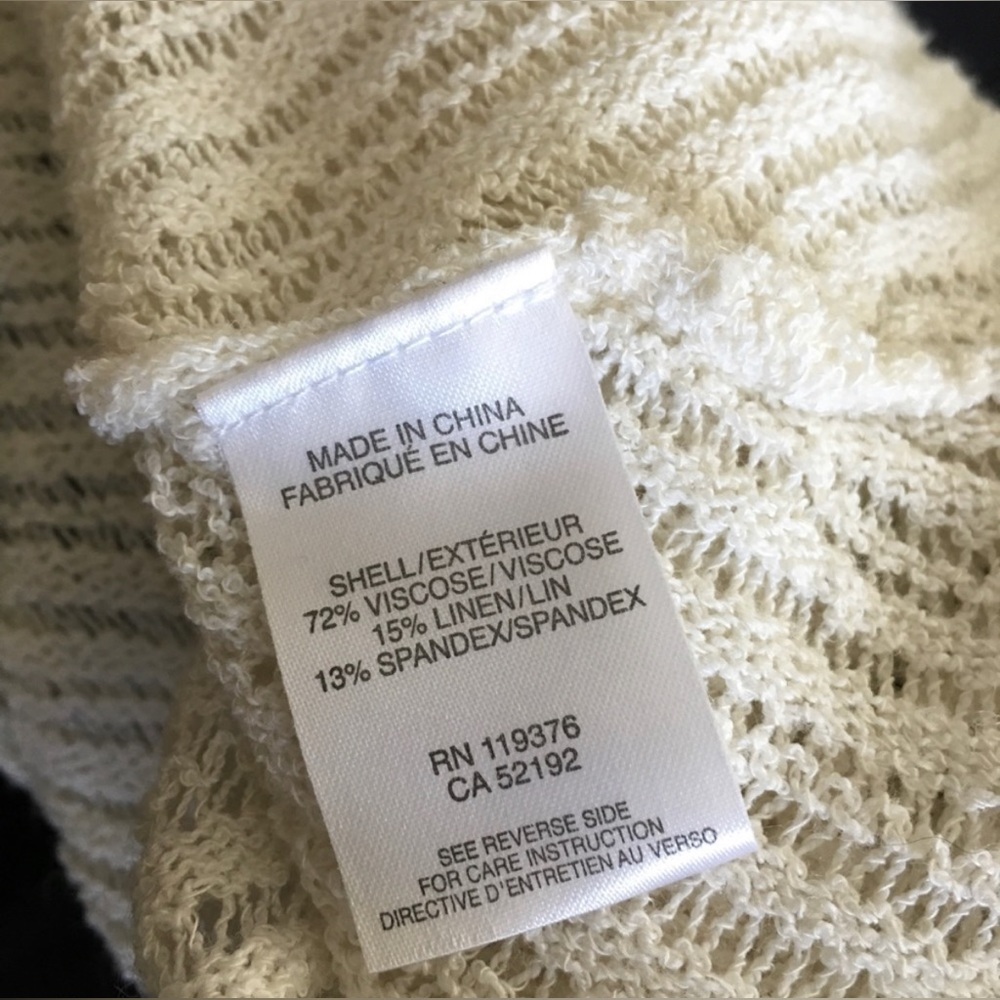 MADE IN CHINA
FABRIQUÉ EN CHINE
SHELL/EXTÉRIEUR
72% VISCOSE/VISCOSE
15% LINEN/LIN
13% SPANDEX/SPANDEX
RN 119376
CA 52192
SEE REVERSE SIDE
FOR CARE INSTRUCTION
DIRECTIVE D'ENTRETIEN AU VERSO